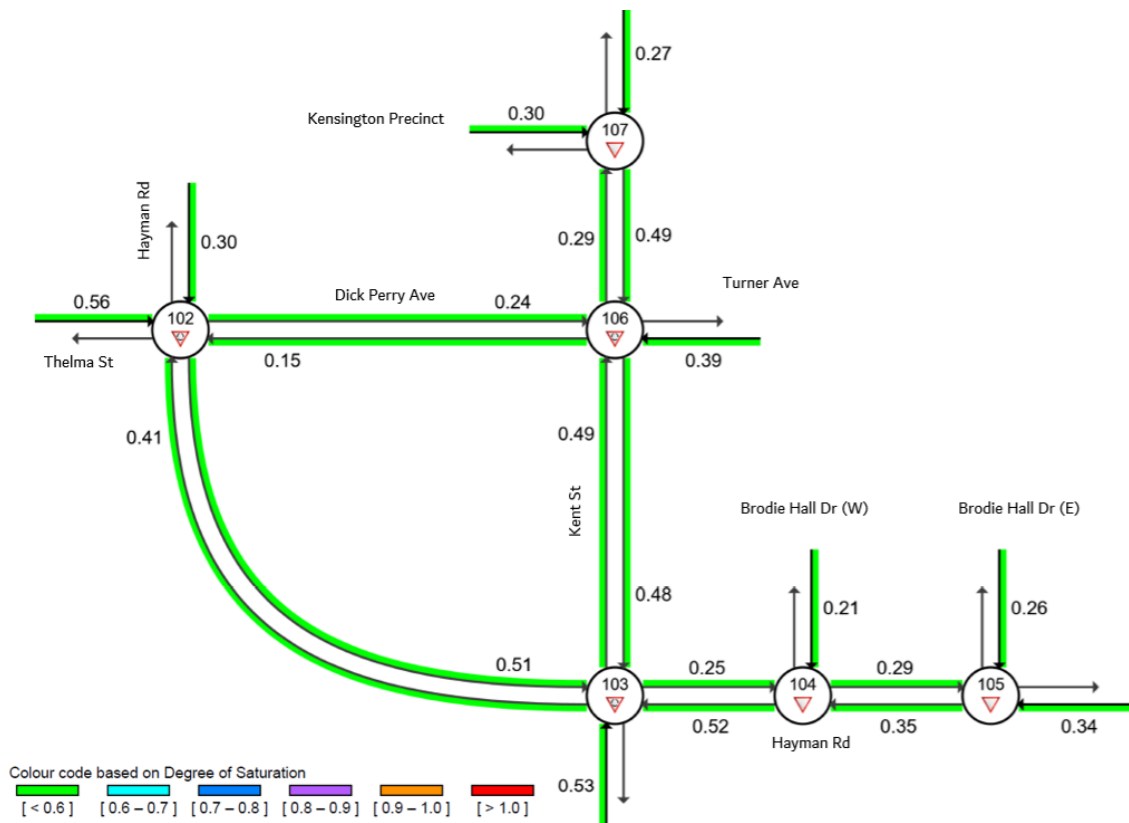 0.27
Kensington Precinct
0.30
107
Hayman Rd
0.30
0.29
0.49
0.56
Dick Perry Ave
0.24
Turner Ave
102
106
Thelma St
0.15
0.39
0.41
0.49
Kent St
Brodie Hall Dr (W)
Brodie Hall Dr (E)
0.48
0.21
0.26
0.51
103
0.25
104
0.29
105
0.52
0.35
0.34
Hayman Rd
0.53
Colour code based on Degree of Saturation
[ < 0.6 ] [ 0.6 – 0.7 ] [ 0.7 – 0.8 ] [ 0.8 – 0.9 ] [ 0.9 – 1.0 ] [ > 1.0 ]